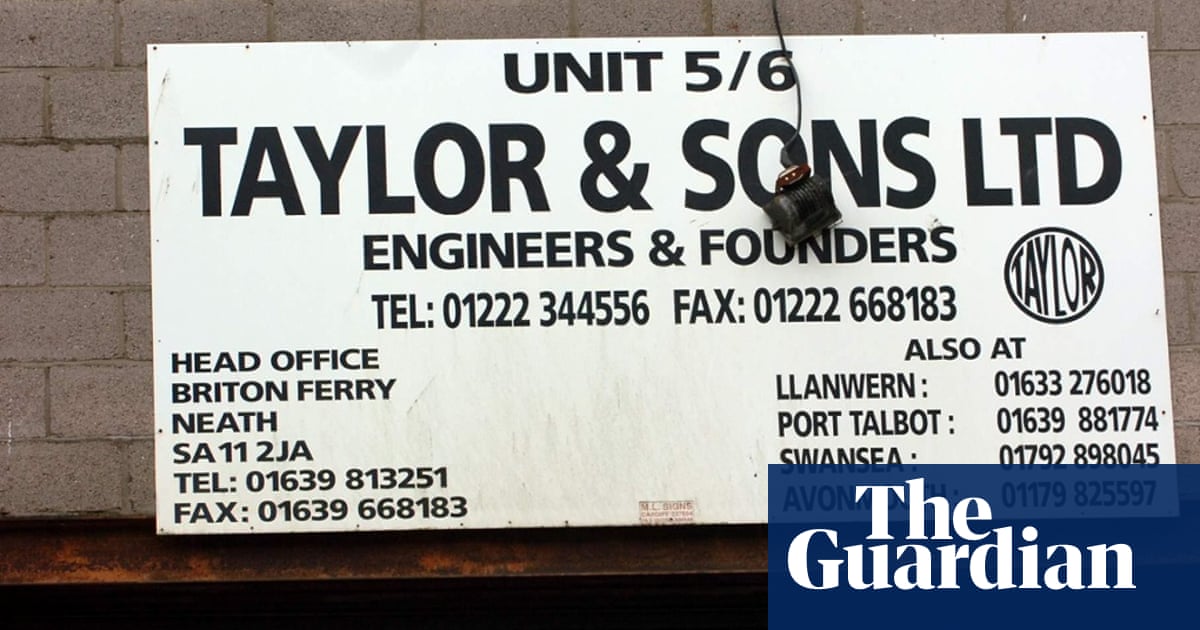 UNIT 5/6
TAYLOR & SONS LTD
ENGINEERS & FOUNDERS
TEL: 01222 344556 FAX: 01222 668183
TAYLOR
HEAD OFFICE
BRITON FERRY
NEATH
SA11 2JA
TEL: 01639 813251
FAX: 01639 668183
ALSO AT
LLANWERN : 01633 276018
PORT TALBOT : 01639 881774
SWANSEA : 01792 898045
01179 825597
M.L. SIGNS
The
Guardian